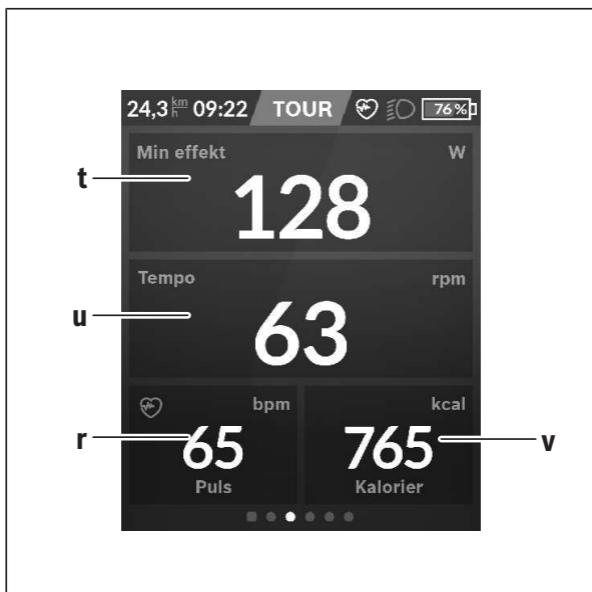 24,3 km/h 09:22 TOUR 76 %
Min effekt W
t
128
Tempo rpm
u
63
bpm kcal
r 65 765 v
Puls Kalorier